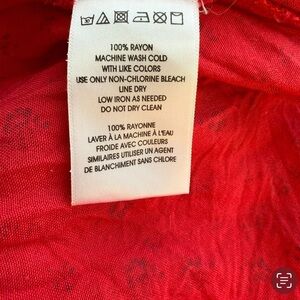 100% RAYON
MACHINE WASH COLD
WITH LIKE COLORS
USE ONLY NON-CHLORINE BLEACH
LINE DRY
LOW IRON AS NEEDED
DO NOT DRY CLEAN
100% RAYONNE
LAVER À LA MACHINE À L'EAU
FROIDE AVEC COULEURS
SIMILAIRES UTILISER UN AGENT
DE BLANCHIMENT SANS CHLORE